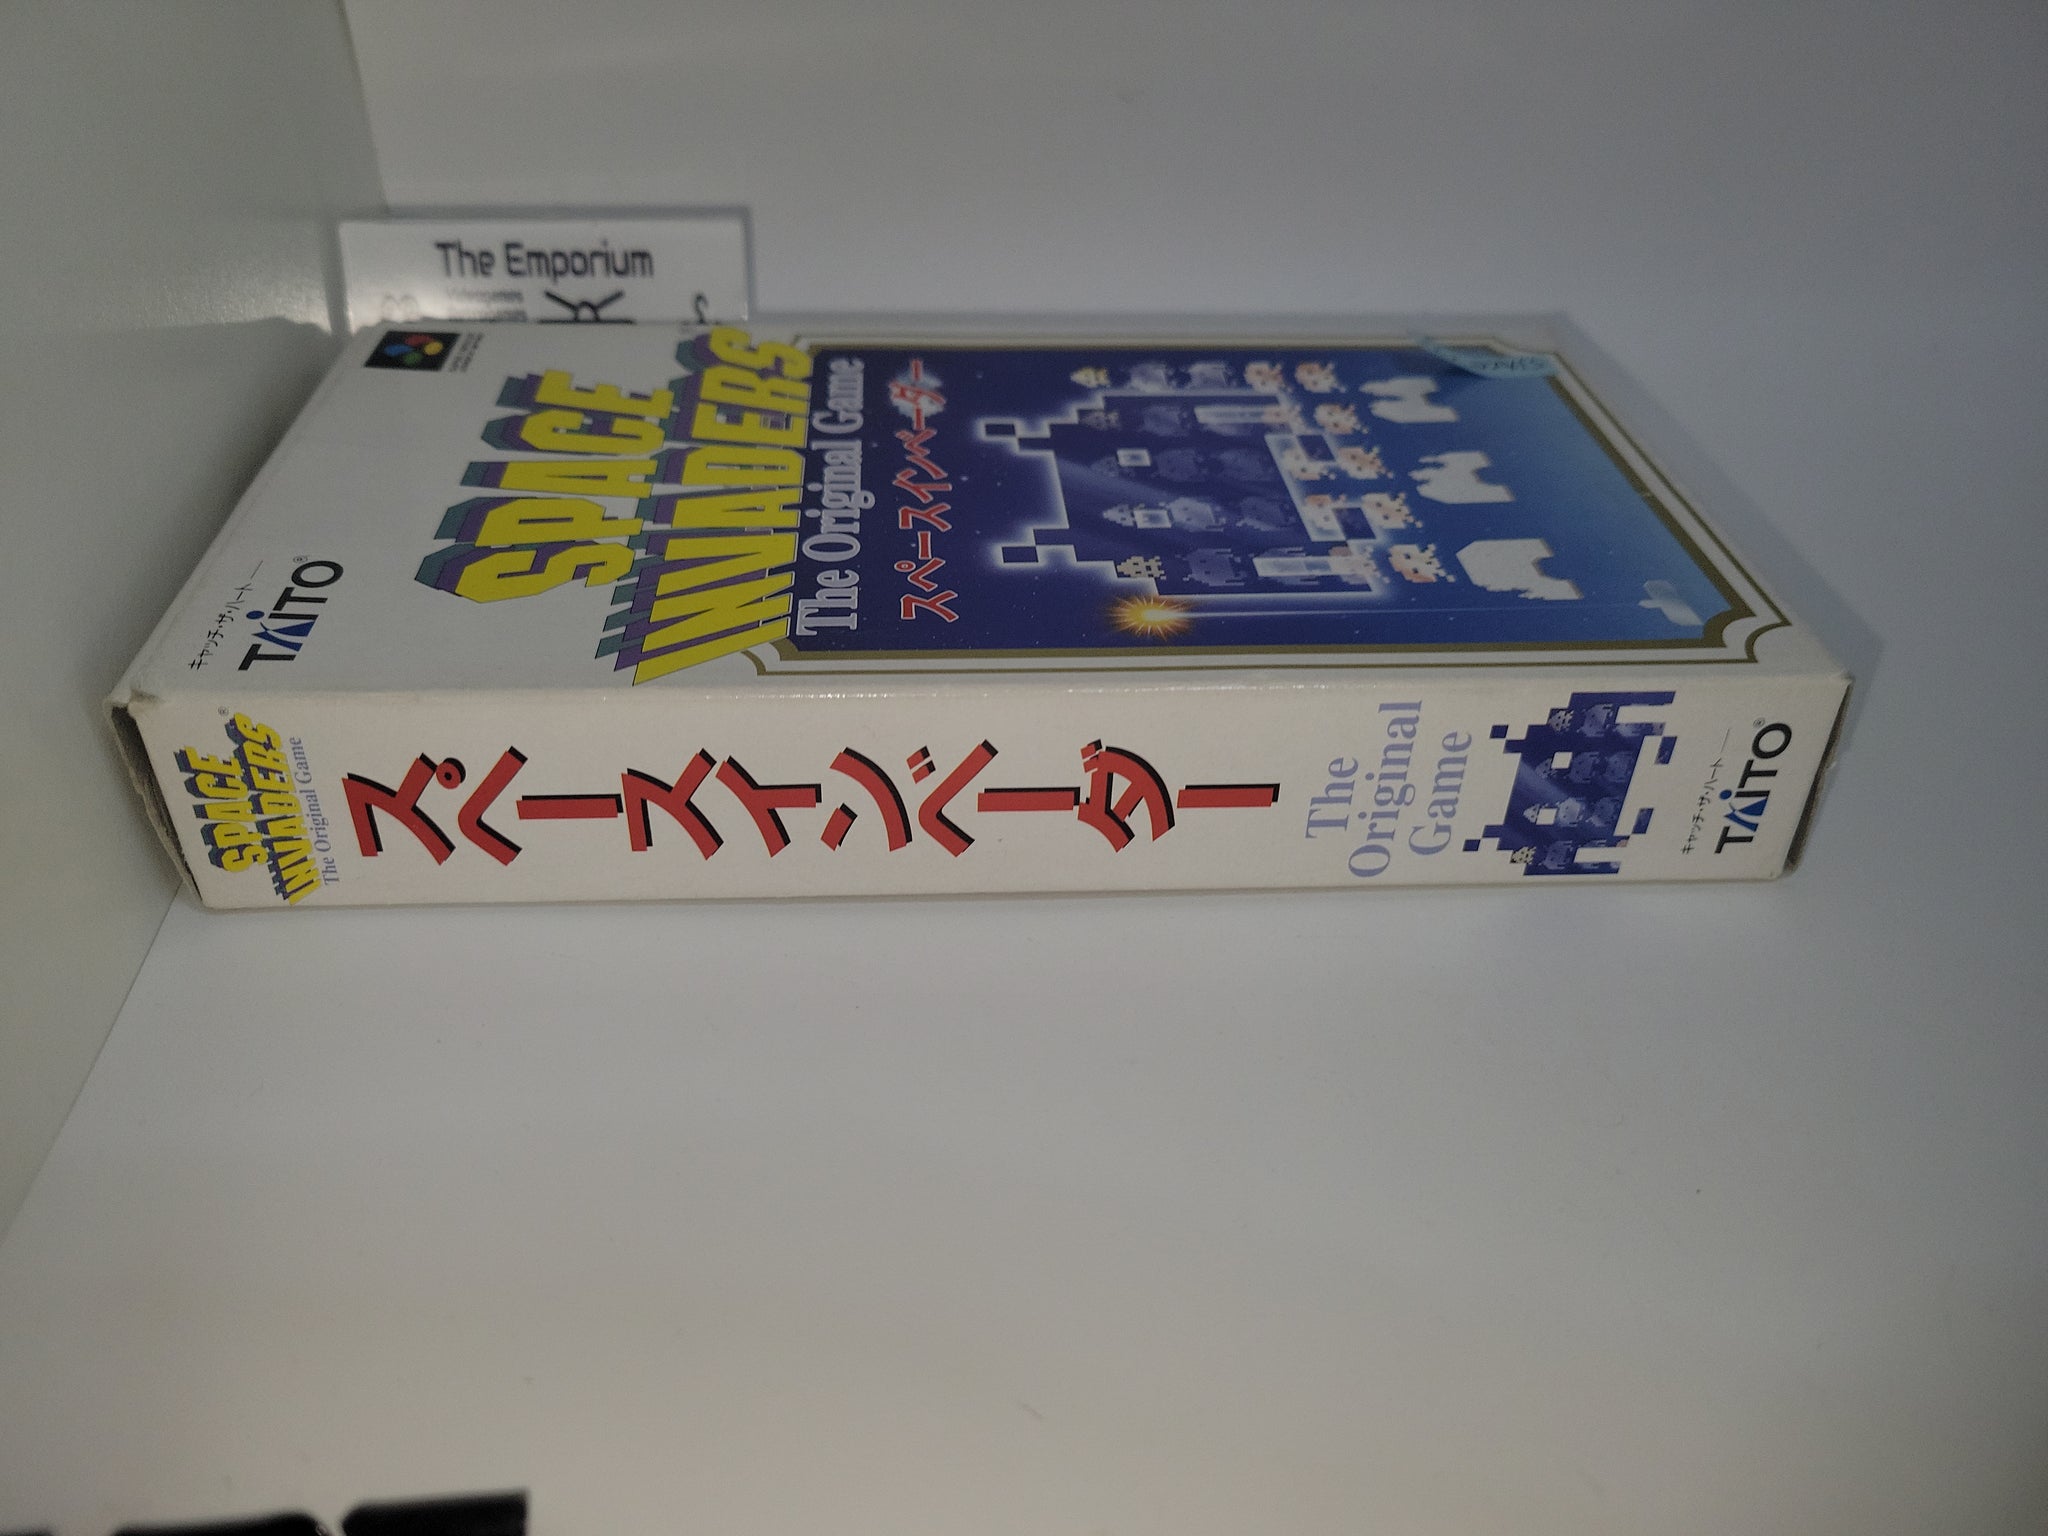 The Emporium
キャッチ・ザ・ハート
TAITO®
SPACE
INVADERS
The Original Game
スペースインベーダー
SPACE
INVADERS®
The Original Game
スペースインベーダー
The
Original
Game
キャッチ・ザ・ハート
TAITO®